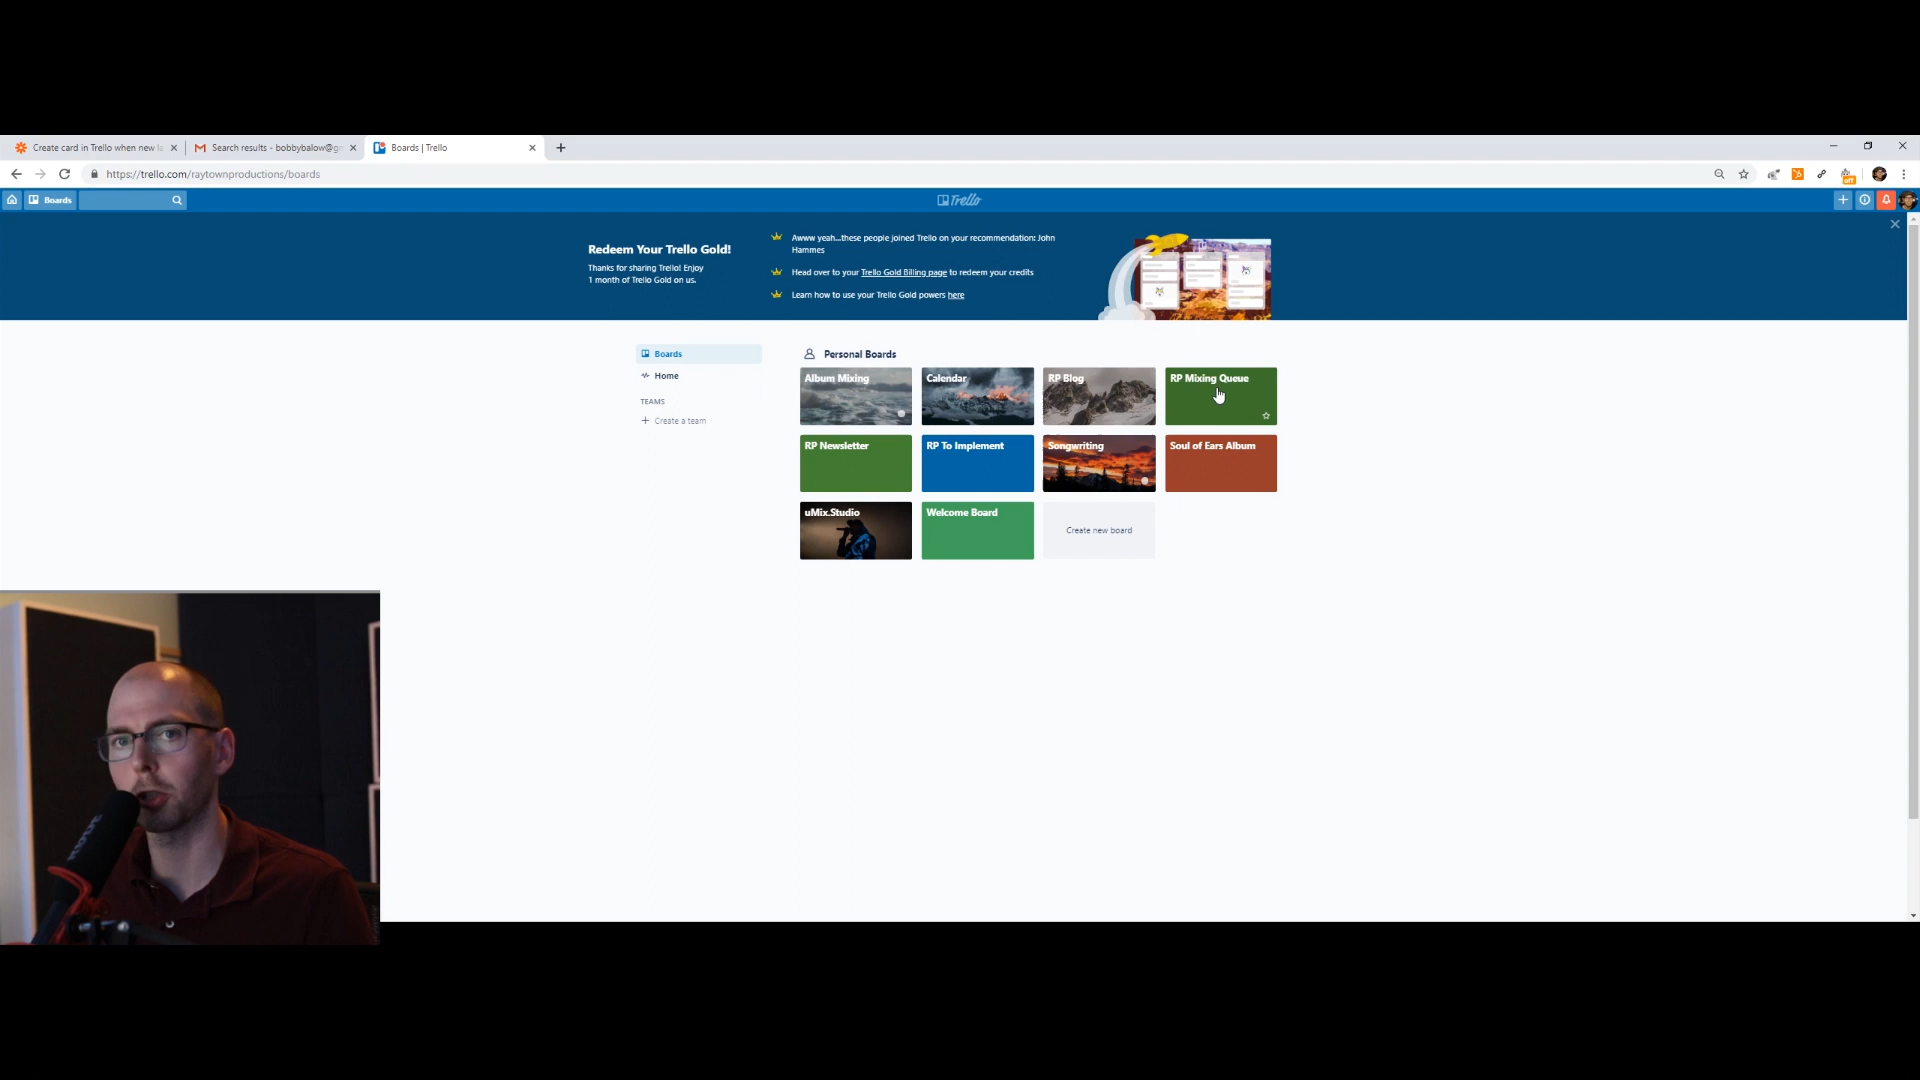 Create card in Trello when new la
Search results - bobbybalow@g
Boards | Trello
https://trello.com/raytownproductions/boards
off
Boards
Trello
Redeem Your Trello Gold!
Thanks for sharing Trello! Enjoy
1 month of Trello Gold on us.
Awww yeah...these people joined Trello on your recommendation: John
Hammes
Head over to your Trello Gold Billing page to redeem your credits
Learn how to use your Trello Gold powers here
Boards
Home
TEAMS
Create a team
Personal Boards
Album Mixing
Calendar
RP Blog
RP Mixing Queue
RP Newsletter
RP To Implement
Songwriting
Soul of Ears Album
uMix.Studio
Welcome Board
Create new board
RODE